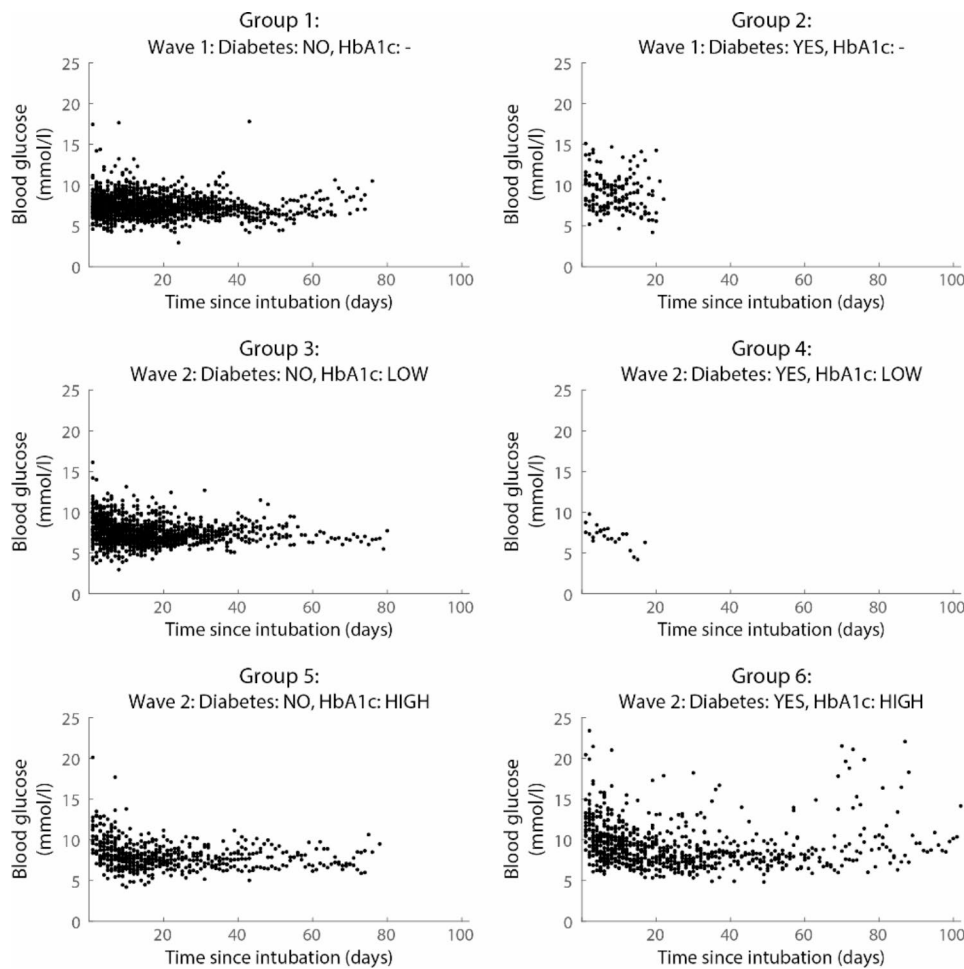 Group 1:
Wave 1: Diabetes: NO, HbA1c: -
Blood glucose
(mmol/l)
25
20
15
10
5
0
20
40
60
80
100
Time since intubation (days)
Group 2:
Wave 1: Diabetes: YES, HbA1c: -
Blood glucose
(mmol/l)
25
20
15
10
5
0
20
40
60
80
100
Time since intubation (days)
Group 3:
Wave 2: Diabetes: NO, HbA1c: LOW
Blood glucose
(mmol/l)
25
20
15
10
5
0
20
40
60
80
100
Time since intubation (days)
Group 4:
Wave 2: Diabetes: YES, HbA1c: LOW
Blood glucose
(mmol/l)
25
20
15
10
5
0
20
40
60
80
100
Time since intubation (days)
Group 5:
Wave 2: Diabetes: NO, HbA1c: HIGH
Blood glucose
(mmol/l)
25
20
15
10
5
0
20
40
60
80
100
Time since intubation (days)
Group 6:
Wave 2: Diabetes: YES, HbA1c: HIGH
Blood glucose
(mmol/l)
25
20
15
10
5
0
20
40
60
80
100
Time since intubation (days)